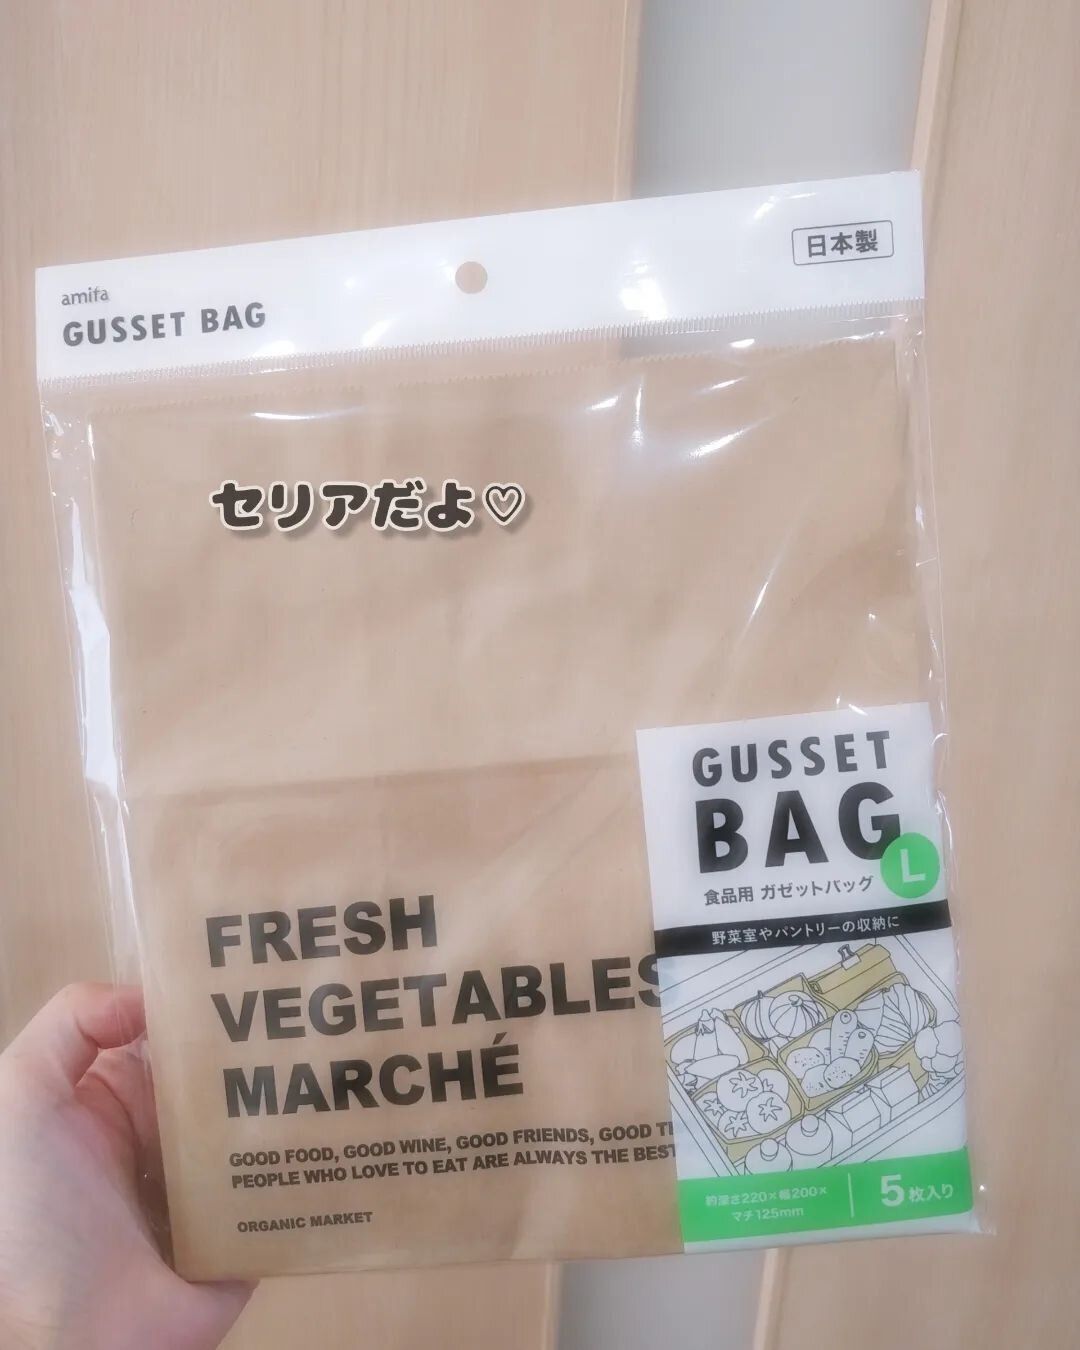 amifa
GUSSET BAG
日本製
セリアだよ♡
GUSSET
BAG
L
食品用 ガゼットバッグ
野菜室やパントリーの収納に
FRESH
VEGETABLES
MARCHÉ
GOOD FOOD, GOOD WINE, GOOD FRIENDS, GOOD
PEOPLE WHO LOVE TO EAT ARE ALWAYS THE BEST
ORGANIC MARKET
約深さ220×幅200×
マチ125mm
5枚入り